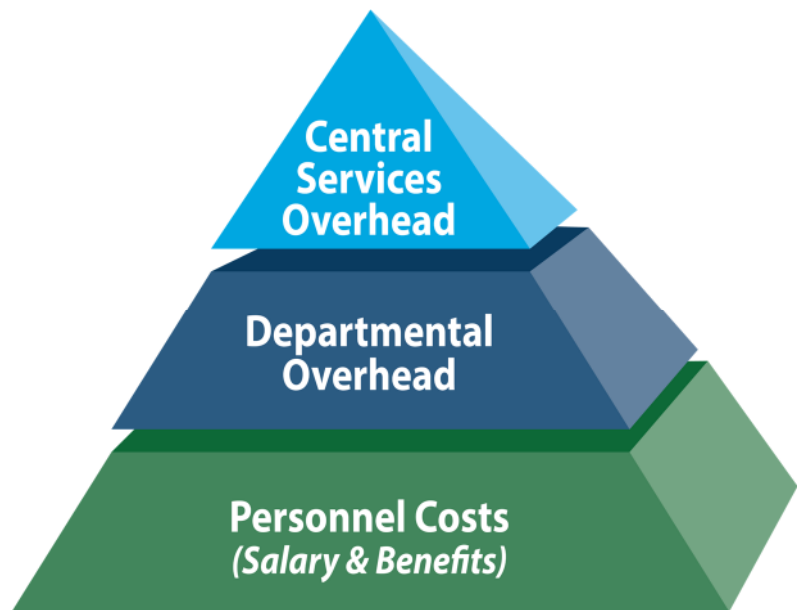 Central
Services
Overhead
Departmental
Overhead
Personnel Costs
(Salary & Benefits)